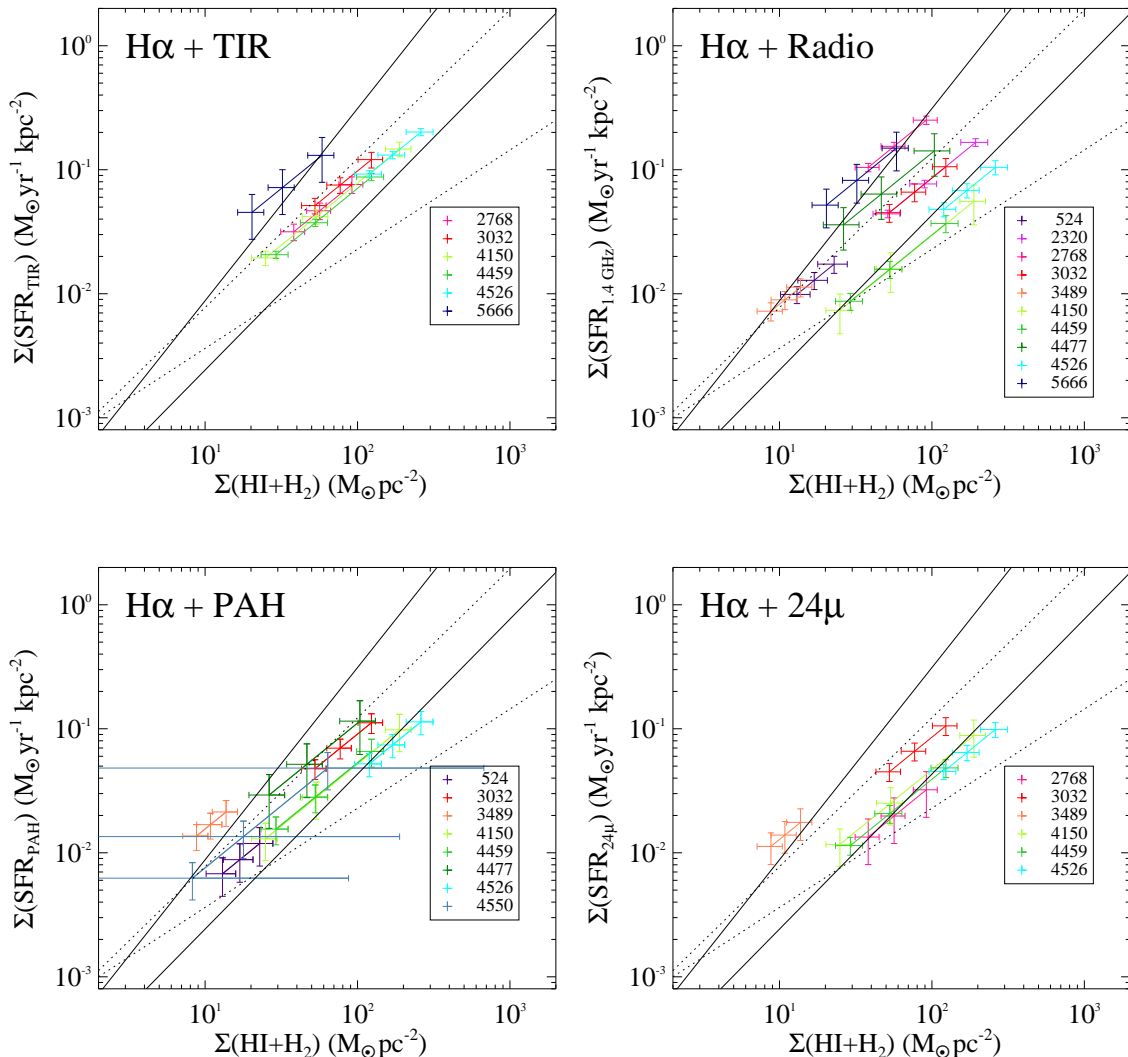 Hα + TIR
Σ(SFR_TIR) (M⊙yr⁻¹ kpc⁻²)
10⁰
10⁻¹
10⁻²
10⁻³
2768
3032
4150
4459
4526
5666
10¹ 10² 10³
Σ(HI+H₂) (M⊙pc⁻²)
Hα + Radio
Σ(SFR_1.4 GHz) (M⊙yr⁻¹ kpc⁻²)
10⁰
10⁻¹
10⁻²
10⁻³
524
2320
2768
3032
3489
4150
4459
4477
4526
5666
10¹ 10² 10³
Σ(HI+H₂) (M⊙pc⁻²)
Hα + PAH
Σ(SFR_PAH) (M⊙yr⁻¹ kpc⁻²)
10⁰
10⁻¹
10⁻²
10⁻³
524
3032
3489
4150
4459
4477
4526
4550
10¹ 10² 10³
Σ(HI+H₂) (M⊙pc⁻²)
Hα + 24μ
Σ(SFR_24μ) (M⊙yr⁻¹ kpc⁻²)
10⁰
10⁻¹
10⁻²
10⁻³
2768
3032
3489
4150
4459
4526
10¹ 10² 10³
Σ(HI+H₂) (M⊙pc⁻²)